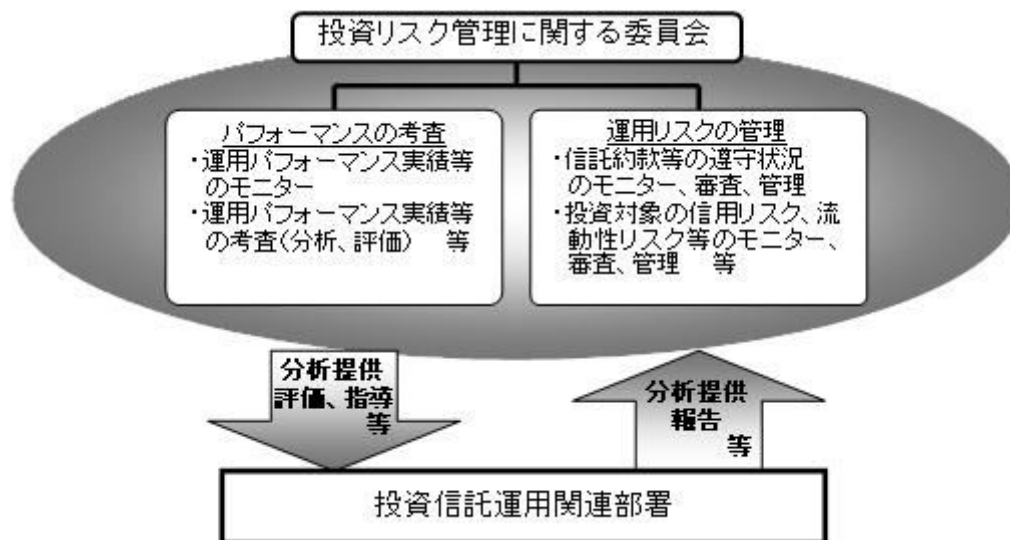 投資リスク管理に関する委員会
パフォーマンスの考査
・運用パフォーマンス実績等
のモニター
・運用パフォーマンス実績等
の考査(分析、評価)　等
運用リスクの管理
・信託約款等の遵守状況
のモニター、審査、管理
・投資対象の信用リスク、流
動性リスク等のモニター、
審査、管理　等
分析提供
評価、指導
等
分析提供
報告
等
投資信託運用関連部署